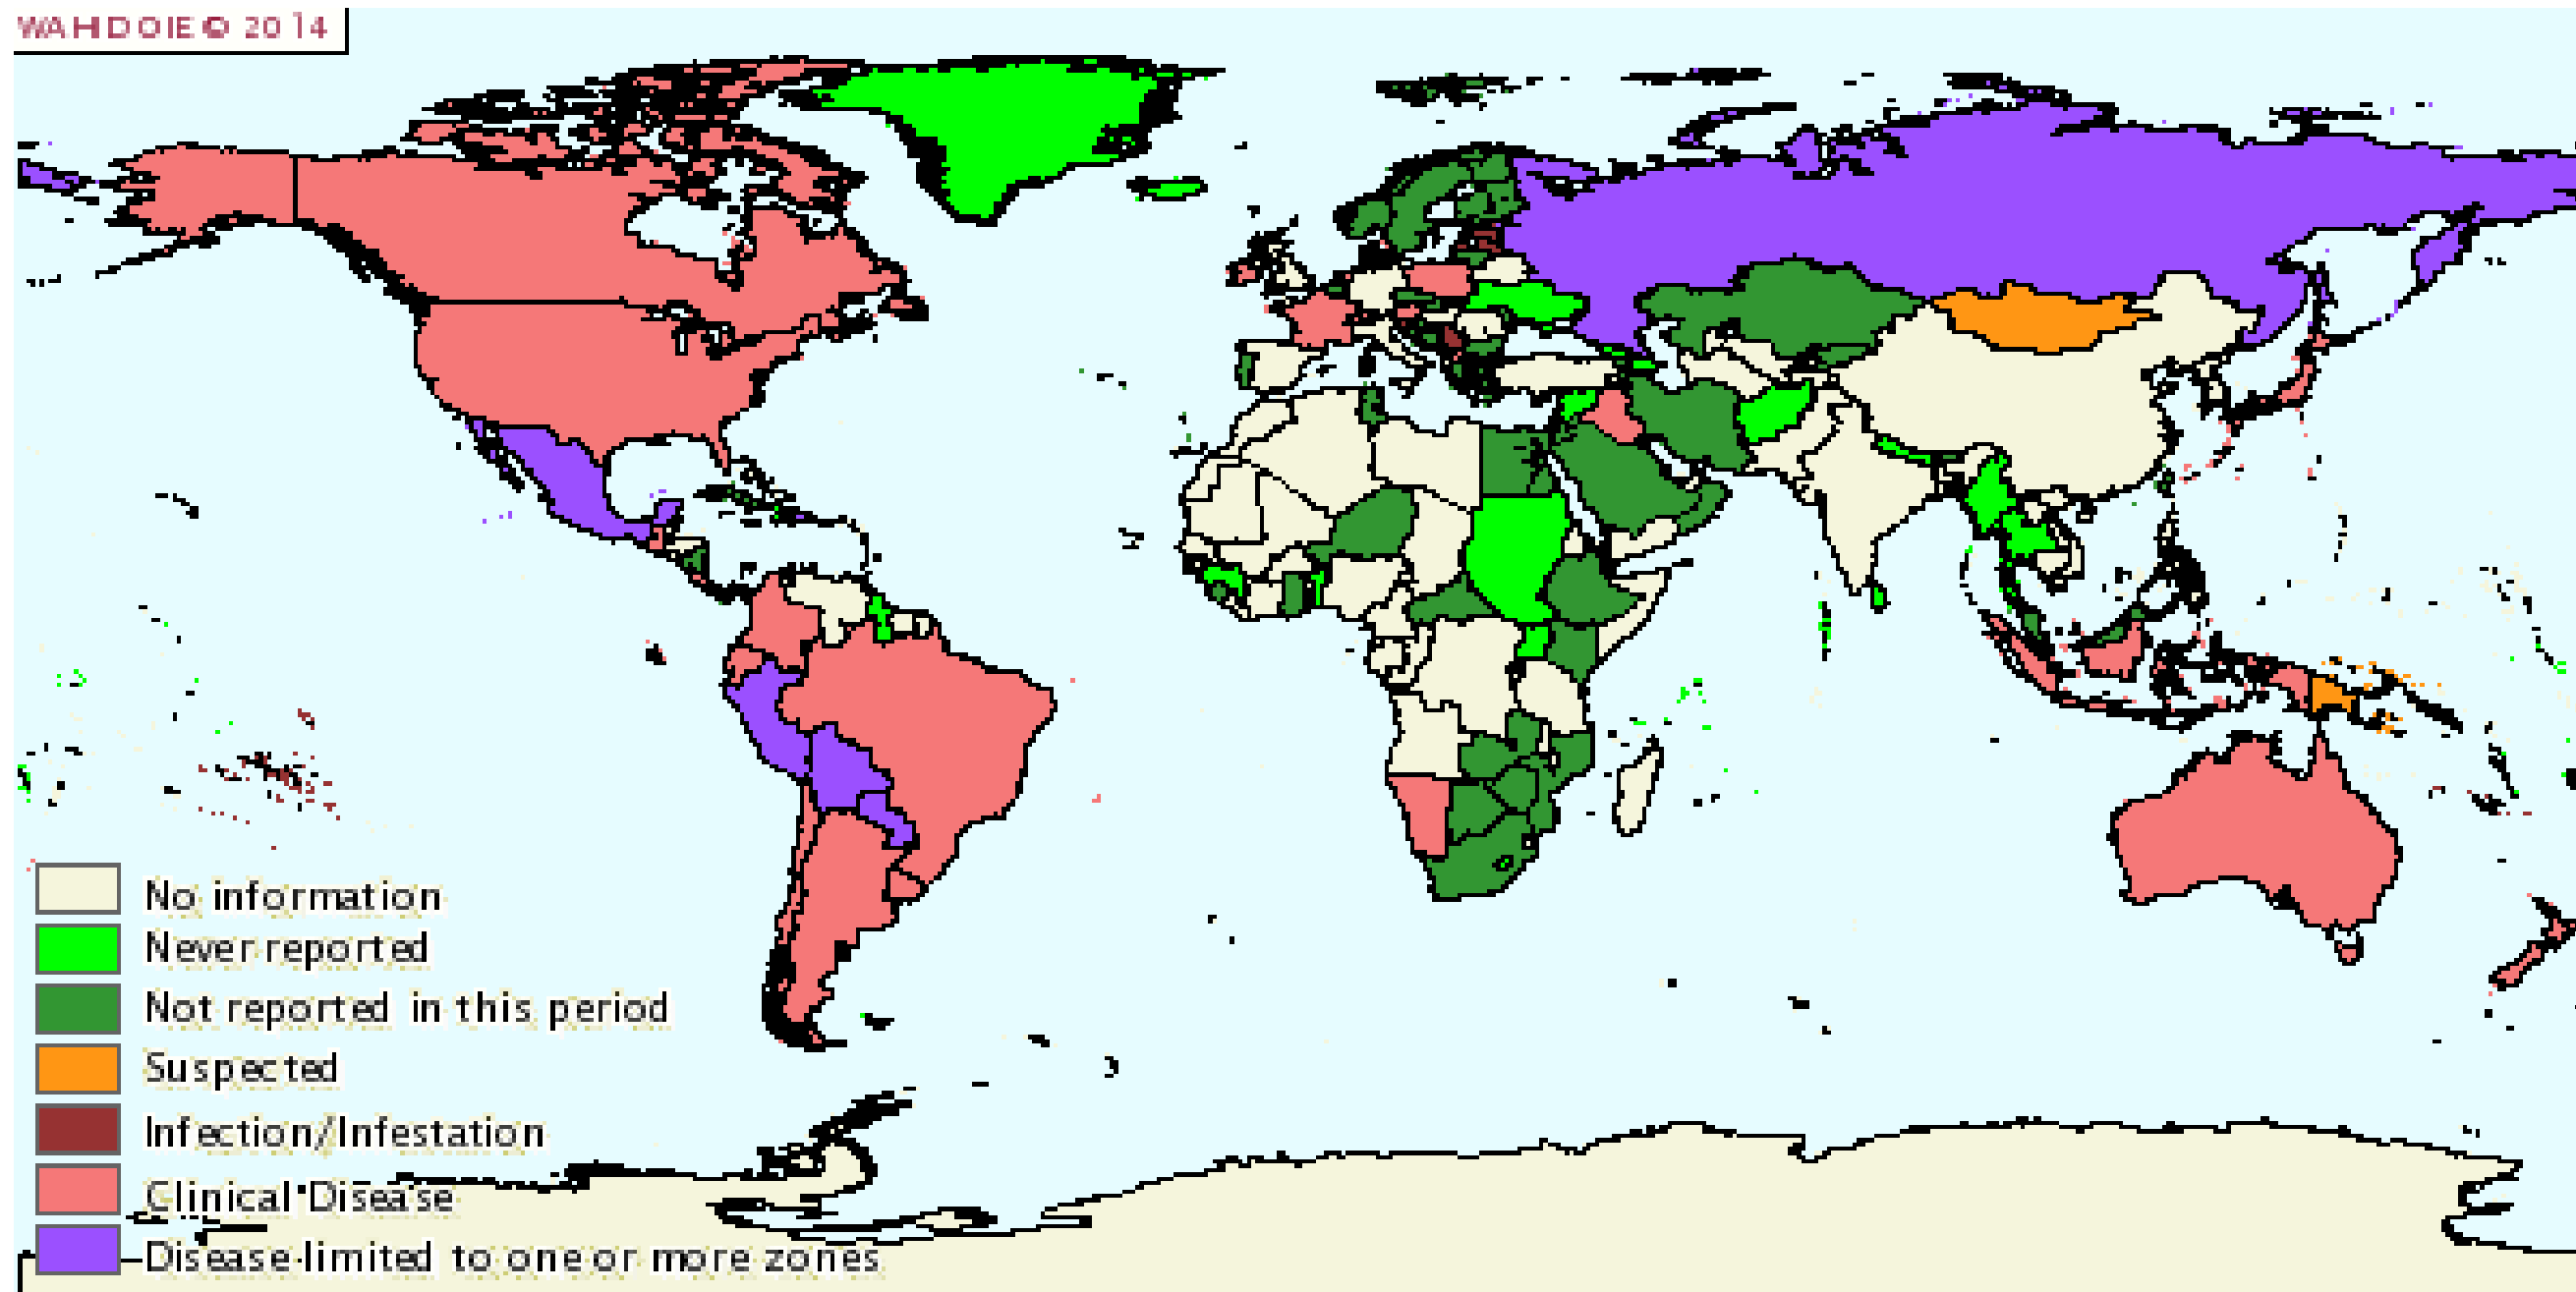 WAHID OIE © 2014
No information
Never reported
Not reported in this period
Suspected
Infection/Infestation
Clinical Disease
Disease limited to one or more zones